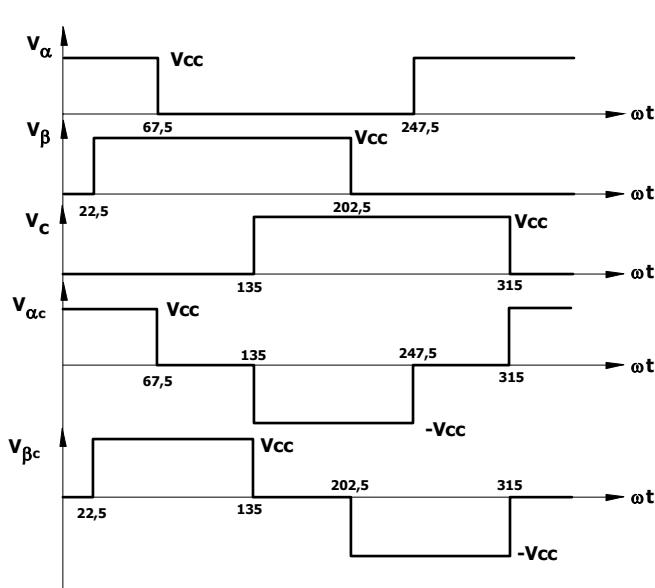 Vα Vcc
67,5 247,5 ωt
Vβ Vcc
22,5 202,5 ωt
Vc Vcc
135 315 ωt
Vαc Vcc
67,5 135 247,5 315 ωt
-Vcc
Vβc Vcc
22,5 135 202,5 315 ωt
-Vcc